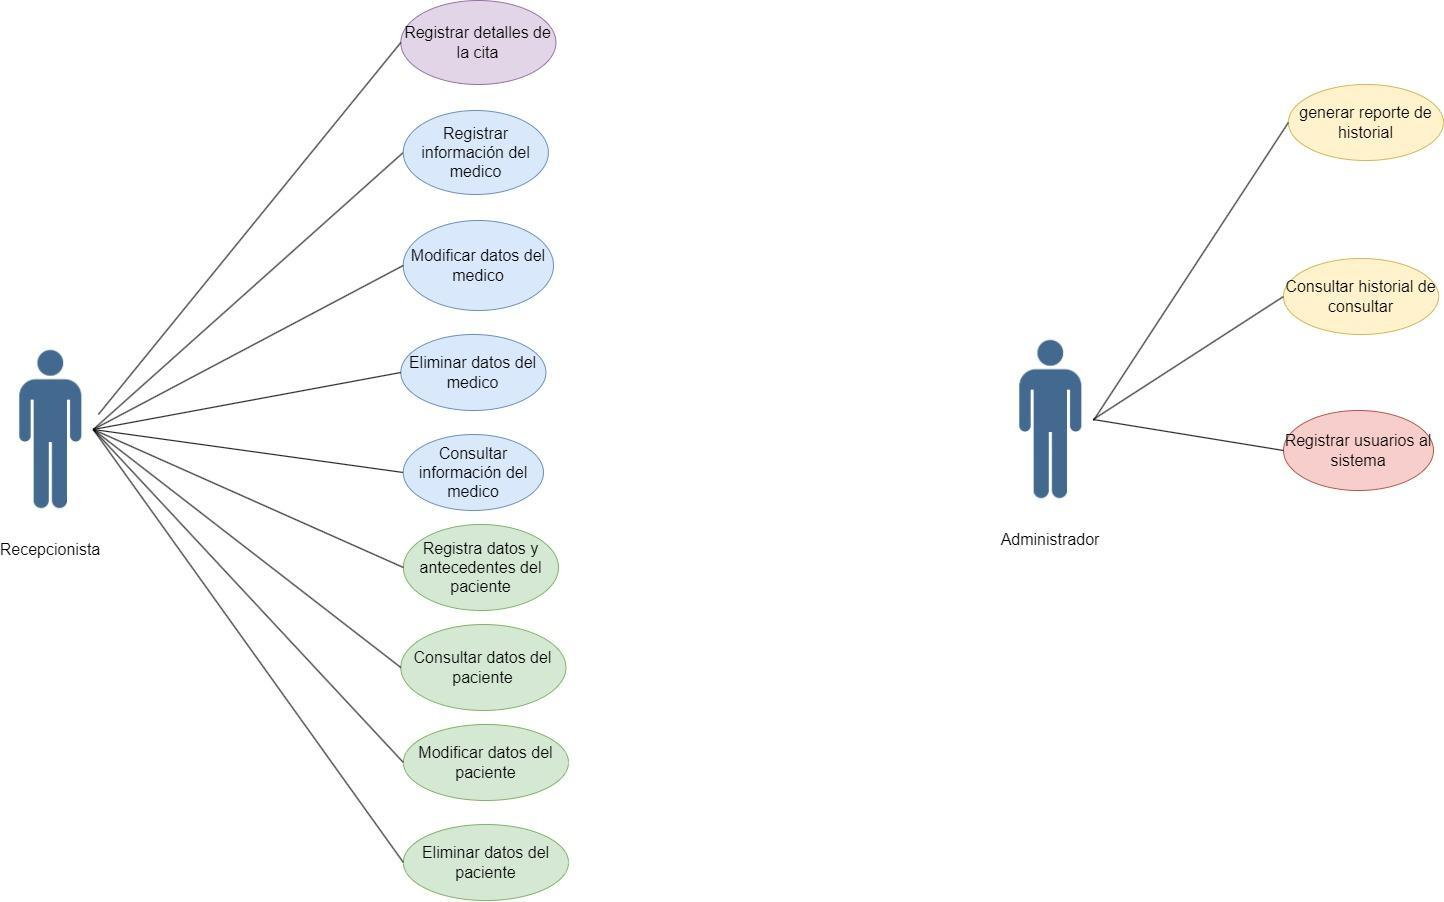 Registrar detalles de
la cita
Registrar
información del
medico
Modificar datos del
medico
Eliminar datos del
medico
Consultar
información del
medico
Registra datos y
antecedentes del
paciente
Consultar datos del
paciente
Modificar datos del
paciente
Eliminar datos del
paciente
Recepcionista
generar reporte de
historial
Consultar historial de
consultar
Registrar usuarios al
sistema
Administrador